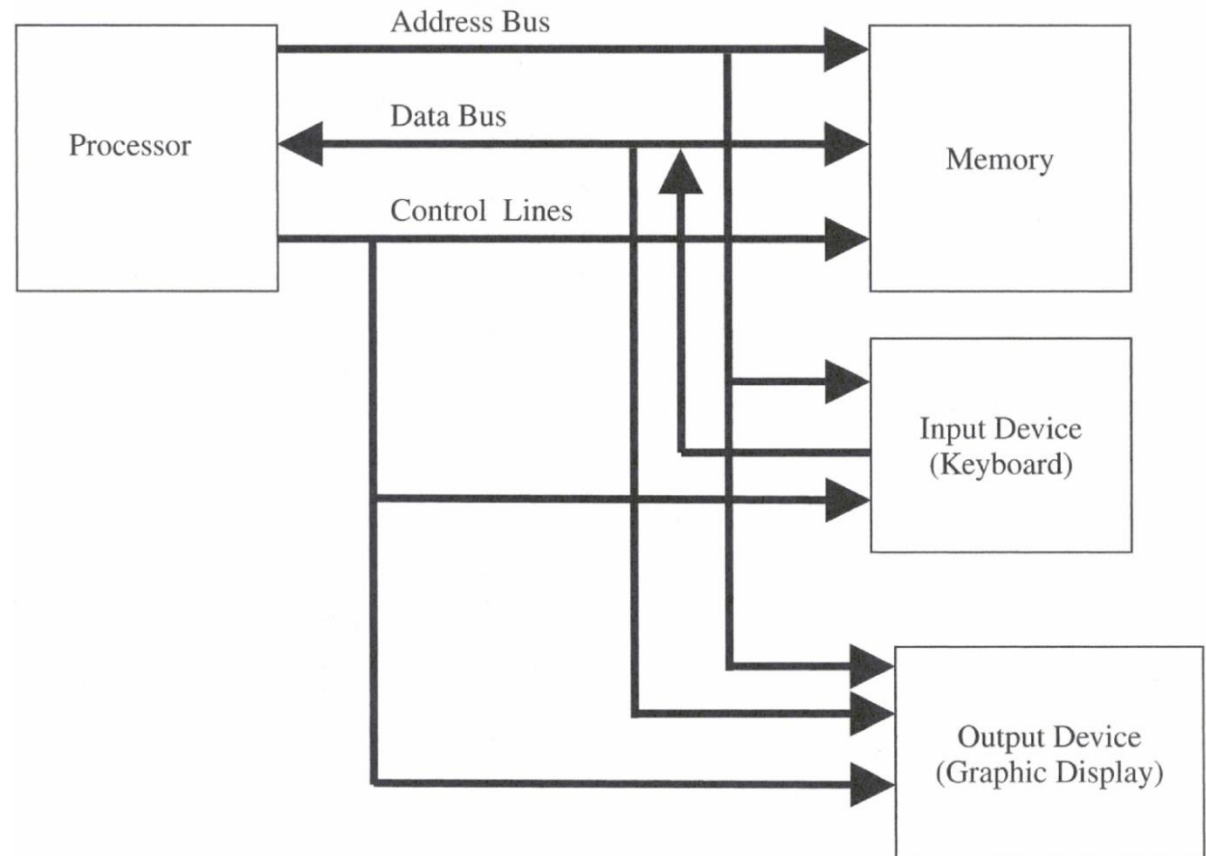 Address Bus
Processor
Data Bus
Memory
Control Lines
Input Device
(Keyboard)
Output Device
(Graphic Display)